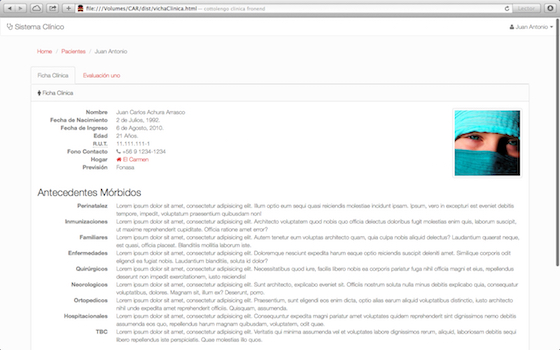 file:///Volumes/CAR/dist/vichaClinica.html — cottolengo clinica fronend
Lector
Sistema Clínico
Juan Antonio
Home / Pacientes / Juan Antonio
Ficha Clínica
Evaluación uno
Ficha Clínica
Nombre Juan Carlos Achura Arrasco
Fecha de Nacimiento 2 de Julios, 1992.
Fecha de Ingreso 6 de Agosto, 2010.
Edad 21 Años.
R.U.T. 11.111.111-1
Fono Contacto +56 9 1234-1234
Hogar El Carmen
Previsión Fonasa
Antecedentes Mórbidos
Perinatales Lorem ipsum dolor sit amet, consectetur adipisicing elit. Illum optio eum sequi quasi reiciendis molestiae incidunt ipsam. Ipsum, vero in excepturi est eveniet debitis
tempore, impedit, voluptatum praesentium quibusdam non!
Inmunizaciones Lorem ipsum dolor sit amet, consectetur adipisicing elit. Architecto voluptatem quod nobis quo officia delectus doloribus fugit molestias enim quis, laborum suscipit,
ut maxime reprehenderit cupiditate. Officia ratione amet error?
Familiares Lorem ipsum dolor sit amet, consectetur adipisicing elit. Autem tenetur eum voluptas architecto quam, quia culpa nobis aliquid delectus? Laudantium quaerat neque,
est quasi, officia placeat. Blanditiis mollitia laborum iste.
Enfermedades Lorem ipsum dolor sit amet, consectetur adipisicing elit. Doloremque nesciunt expedita harum eaque optio reiciendis suscipit deleniti amet. Similique corporis odit
eligendi ea fugiat nobis. Laudantium blanditiis, soluta id dolor?
Quirúrgicos Lorem ipsum dolor sit amet, consectetur adipisicing elit. Necessitatibus quod iure, facilis libero nobis ea corporis pariatur fuga nihil officia magni et eius, repellendus
deserunt non impedit exercitationem, iusto.
Neorologicos Lorem ipsum dolor sit amet, consectetur adipisicing elit. Sunt architecto, explicabo eveniet sit. Officiis nostrum soluta nulla minus debitis explicabo quia, consequatur
voluptatibus, dolores. Magnam sit, illum se? Deserunt, porro.
Ortopedicos Lorem ipsum dolor sit amet, consectetur adipisicing elit. Praesentium, sunt eligendi eos enim dicta, optio alias earum aliquid voluptatibus distinctio, iusto architecto
nihil unde expedita amet reprehenderit officiis. Quisquam, assumenda.
Hospitacionales Lorem ipsum dolor sit amet, consectetur adipisicing elit. Consequuntur expedita magni pariatur amet voluptates quidem reprehenderit sint dignissimos nemo debitis
assumenda eos quo, repellendus harum magnam quibusdam, voluptatem, odit quae.
TBC Lorem ipsum dolor sit amet, consectetur adipisicing elit. Veritatis qui minima assumenda vel et voluptates labore dignissimos rerum, aliquid, laboriosam debitis sequi
libero repellendus iste perspiciatis. Quae molestias illo quos.